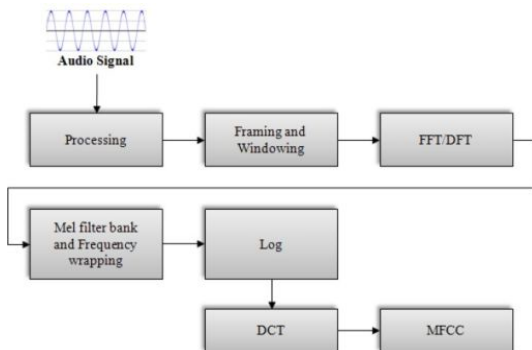 Audio Signal
Processing
Framing and
Windowing
FFT/DFT
Mel filter bank
and Frequency
wrapping
Log
DCT
MFCC